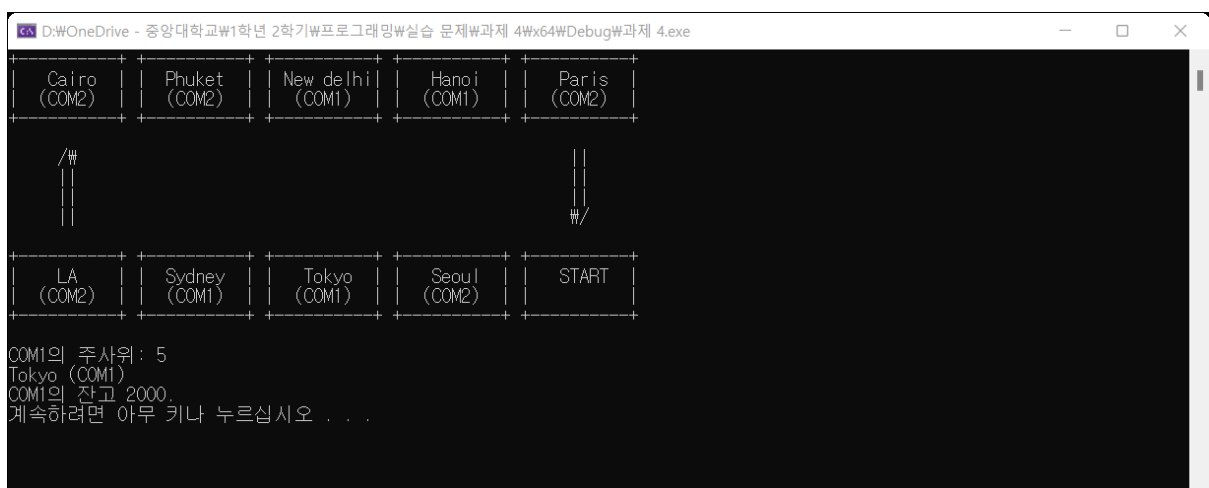 D:₩OneDrive - 중앙대학교₩1학년 2학기₩프로그래밍₩실습 문제₩과제 4₩x64₩Debug₩과제 4.exe
+----------+ +----------+ +----------+ +----------+ +----------+
|   Cairo  | |  Phuket  | |New delhi| |   Hanoi  | |   Paris  |
|  (COM2)  | |  (COM2)  | |  (COM1)  | |  (COM1)  | |  (COM2)  |
+----------+ +----------+ +----------+ +----------+ +----------+
/₩ ||
|| ||
|| ||
|| ₩/
+----------+ +----------+ +----------+ +----------+ +----------+
|    LA    | |  Sydney  | |   Tokyo  | |   Seoul  | |   START  |
|  (COM2)  | |  (COM1)  | |  (COM1)  | |  (COM2)  | |          |
+----------+ +----------+ +----------+ +----------+ +----------+
COM1의 주사위: 5
Tokyo (COM1)
COM1의 잔고 2000.
계속하려면 아무 키나 누르십시오 . . .